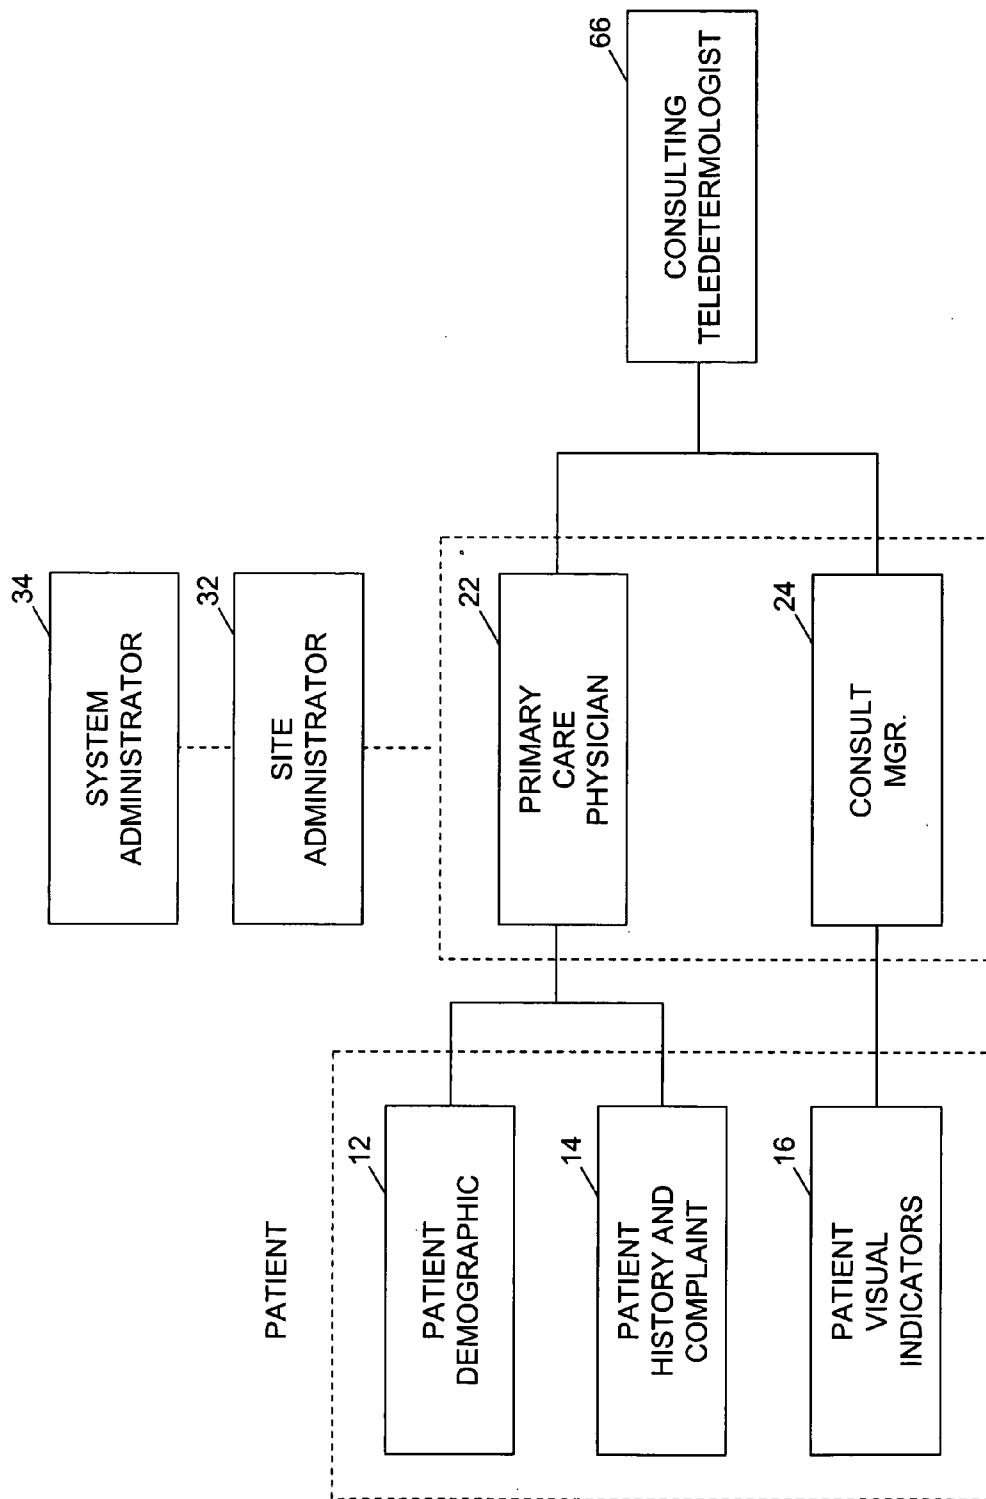 34
SYSTEM
ADMINISTRATOR
32
SITE
ADMINISTRATOR
PATIENT
12
PATIENT
DEMOGRAPHIC
22
PRIMARY
CARE
PHYSICIAN
66
CONSULTING
TELEDETERMOLOGIST
14
PATIENT
HISTORY AND
COMPLAINT
16
PATIENT
VISUAL
INDICATORS
24
CONSULT
MGR.